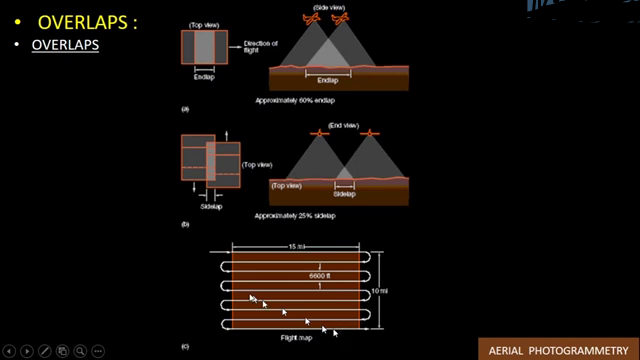 • OVERLAPS :
• OVERLAPS
(Top view)
Direction of
flight
Endlap
(Side view)
Endlap
(a)
Approximately 60% endlap
(Top view)
Sidelap
(End view)
(Top view)
Sidelap
(b)
Approximately 25% sidelap
15 mi
6600 ft
10 mi
Flight map
(c)
AERIAL PHOTOGRAMMETRY